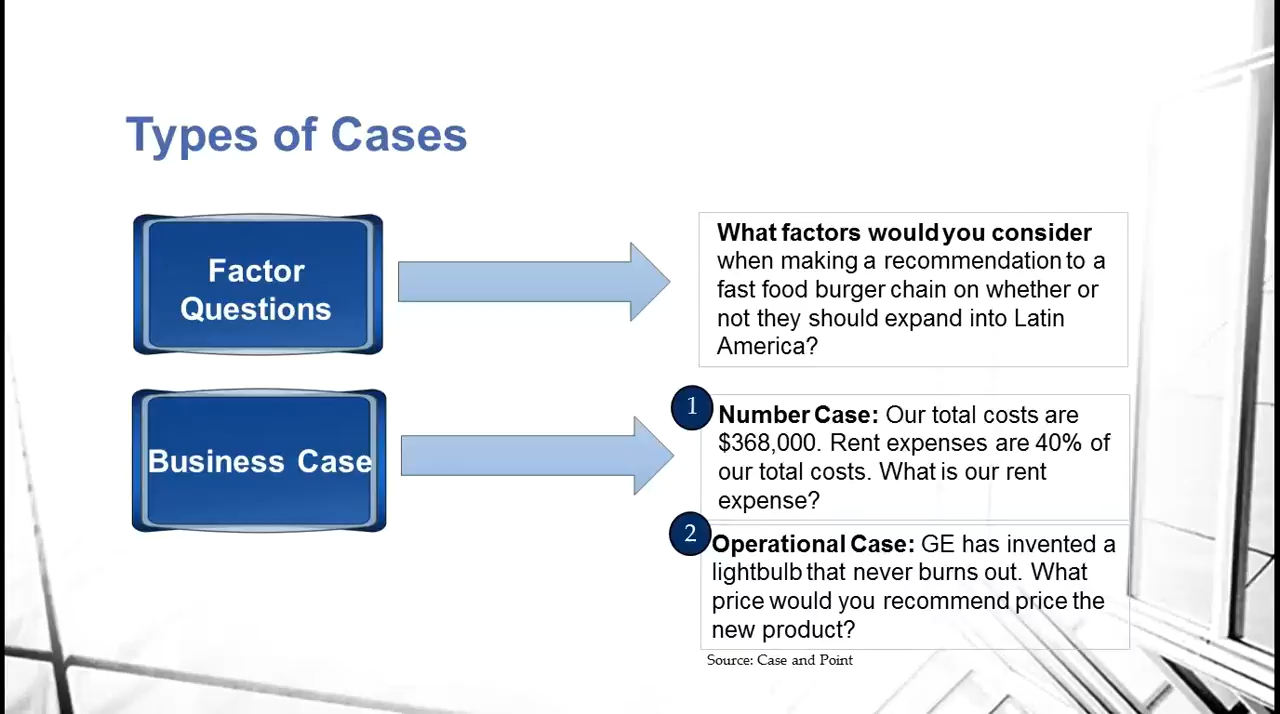 Types of Cases
Factor
Questions
What factors would you consider
when making a recommendation to a
fast food burger chain on whether or
not they should expand into Latin
America?
Business Case
1
Number Case: Our total costs are
$368,000. Rent expenses are 40% of
our total costs. What is our rent
expense?
2
Operational Case: GE has invented a
lightbulb that never burns out. What
price would you recommend price the
new product?
Source: Case and Point